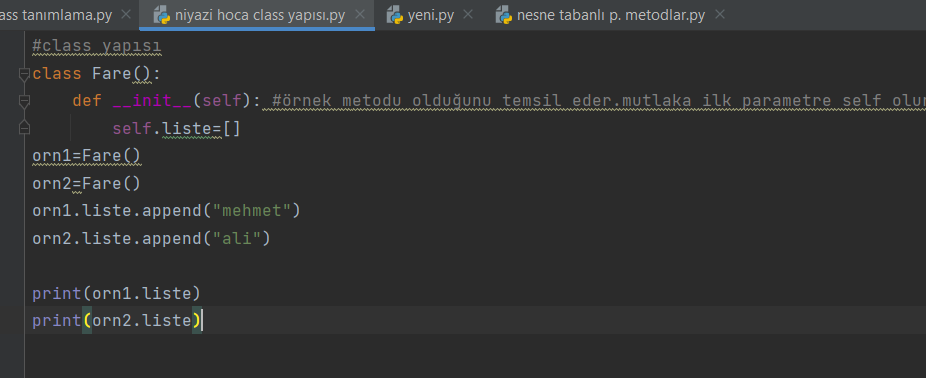 ass tanımlama.py niyazi hoca class yapısı.py yeni.py nesne tabanlı p. metodlar.py
#class yapısı
class Fare():
def __init__(self): #örnek metodu olduğunu temsil eder.mutlaka ilk parametre self olur
self.liste=[]
orn1=Fare()
orn2=Fare()
orn1.liste.append("mehmet")
orn2.liste.append("ali")
print(orn1.liste)
print(orn2.liste)